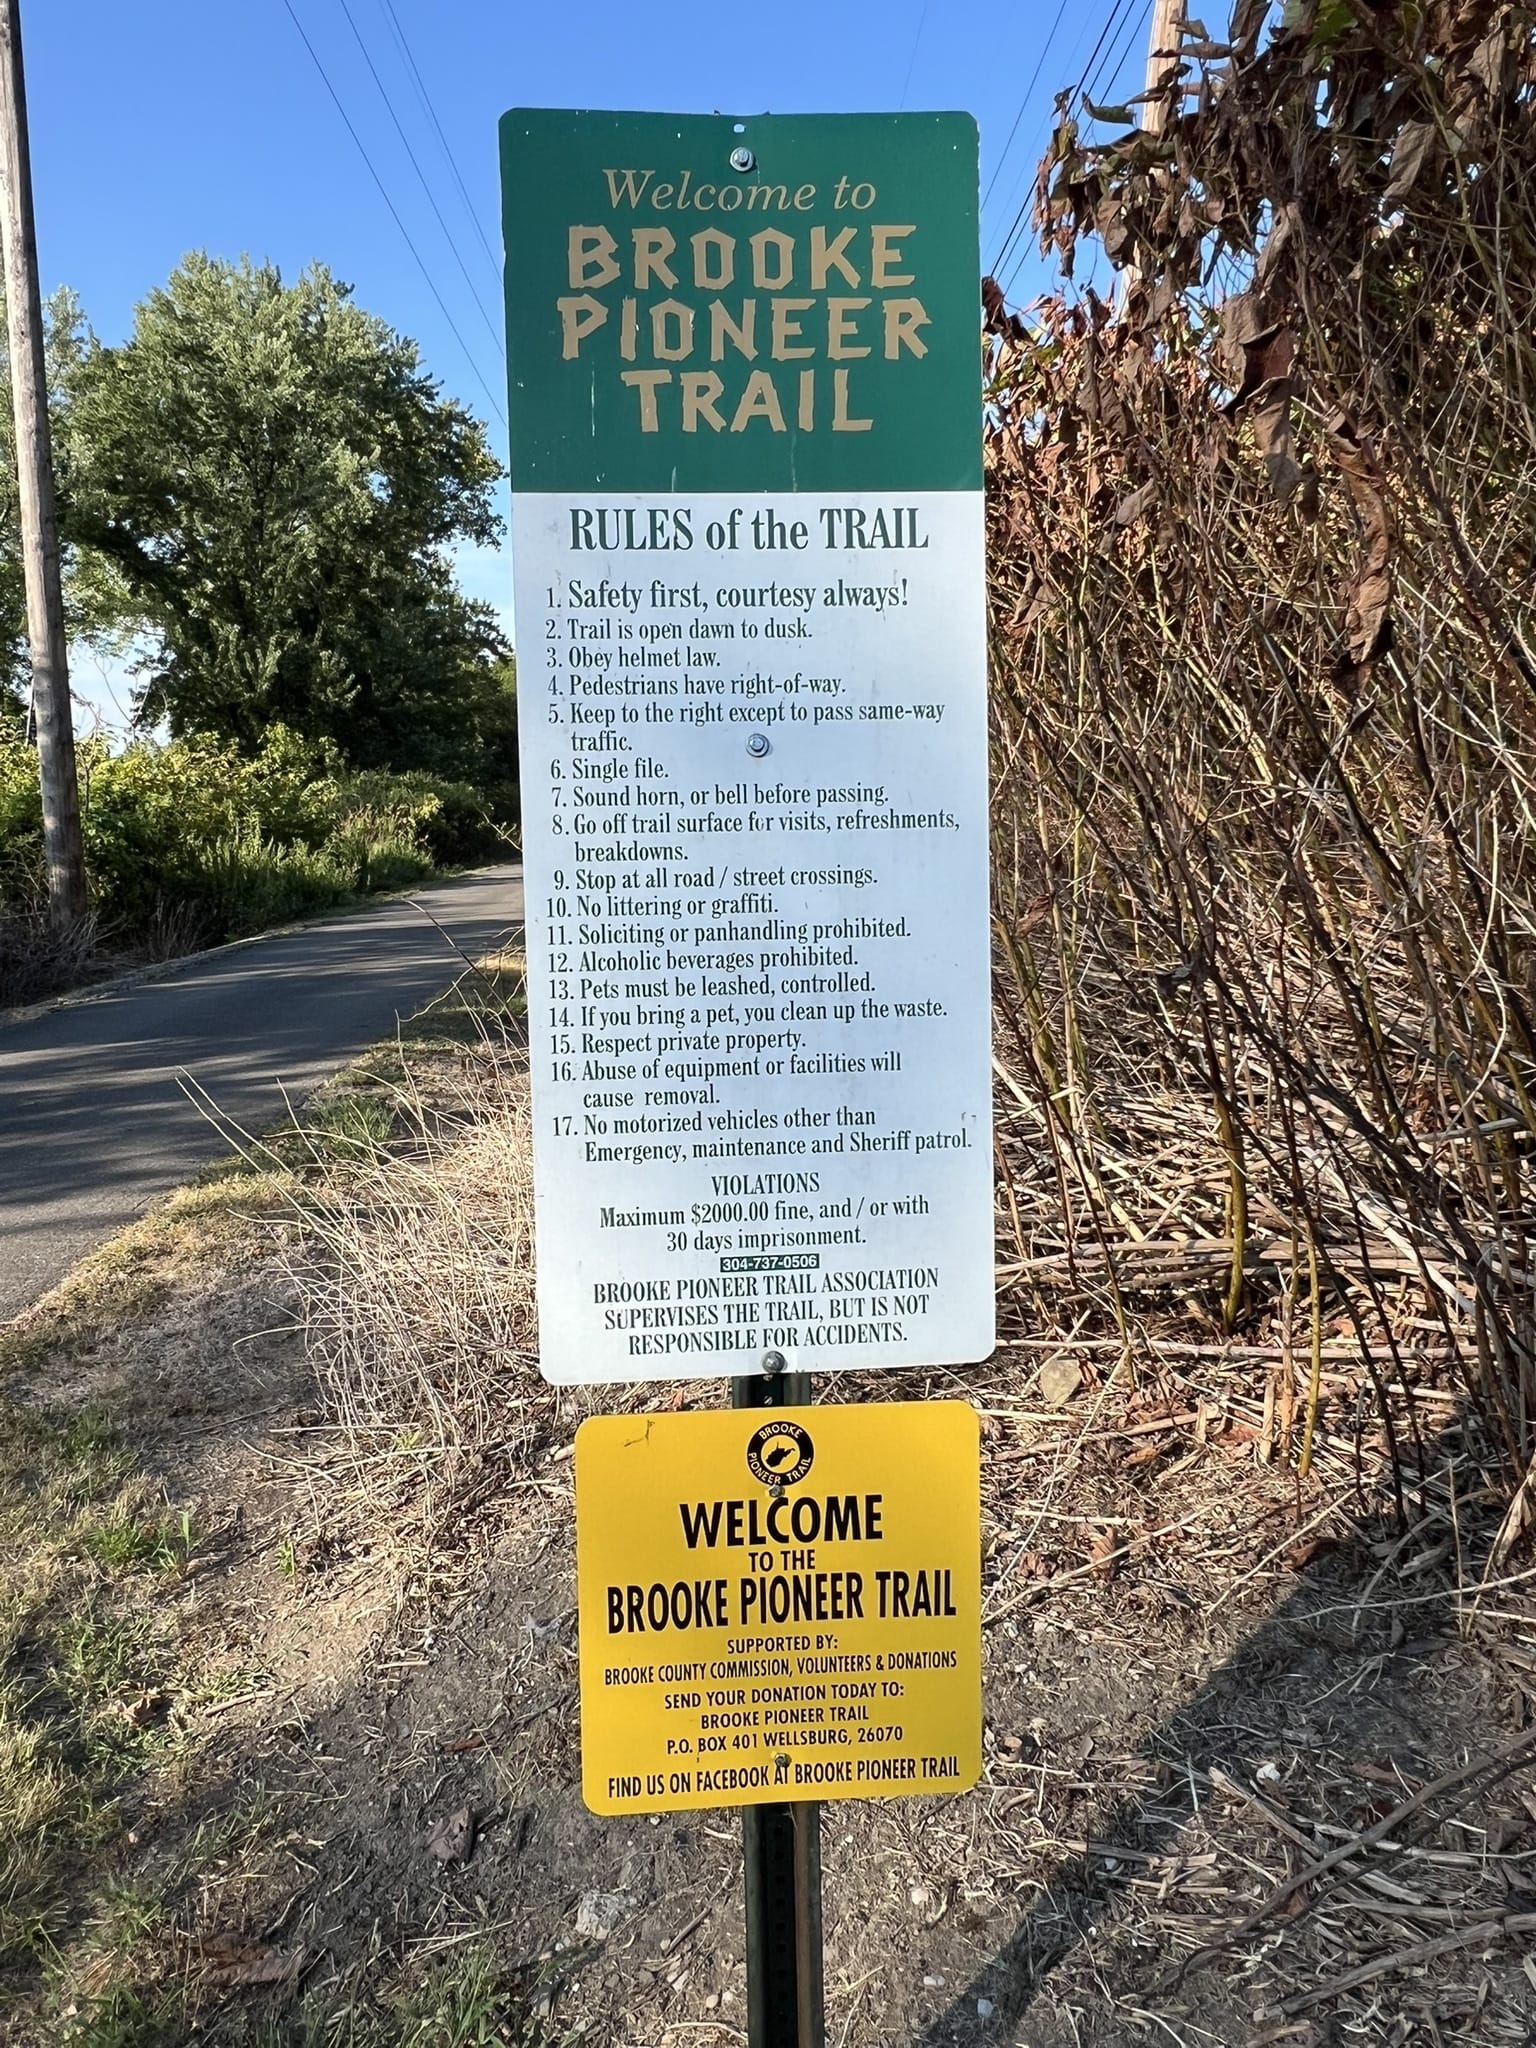 Welcome to
BROOKE
PIONEER
TRAIL
RULES of the TRAIL
1. Safety first, courtesy always!
2. Trail is open dawn to dusk.
3. Obey helmet law.
4. Pedestrians have right-of-way.
5. Keep to the right except to pass same-way
traffic.
6. Single file.
7. Sound horn, or bell before passing.
8. Go off trail surface for visits, refreshments,
breakdowns.
9. Stop at all road / street crossings.
10. No littering or graffiti.
11. Soliciting or panhandling prohibited.
12. Alcoholic beverages prohibited.
13. Pets must be leashed, controlled.
14. If you bring a pet, you clean up the waste.
15. Respect private property.
16. Abuse of equipment or facilities will
cause removal.
17. No motorized vehicles other than
Emergency, maintenance and Sheriff patrol.
VIOLATIONS
Maximum $2000.00 fine, and / or with
30 days imprisonment.
304-737-0506
BROOKE PIONEER TRAIL ASSOCIATION
SUPERVISES THE TRAIL, BUT IS NOT
RESPONSIBLE FOR ACCIDENTS.
BROOKE
PIONEER TRAIL
WELCOME
TO THE
BROOKE PIONEER TRAIL
SUPPORTED BY:
BROOKE COUNTY COMMISSION, VOLUNTEERS & DONATIONS
SEND YOUR DONATION TODAY TO:
BROOKE PIONEER TRAIL
P.O. BOX 401 WELLSBURG, 26070
FIND US ON FACEBOOK AT BROOKE PIONEER TRAIL